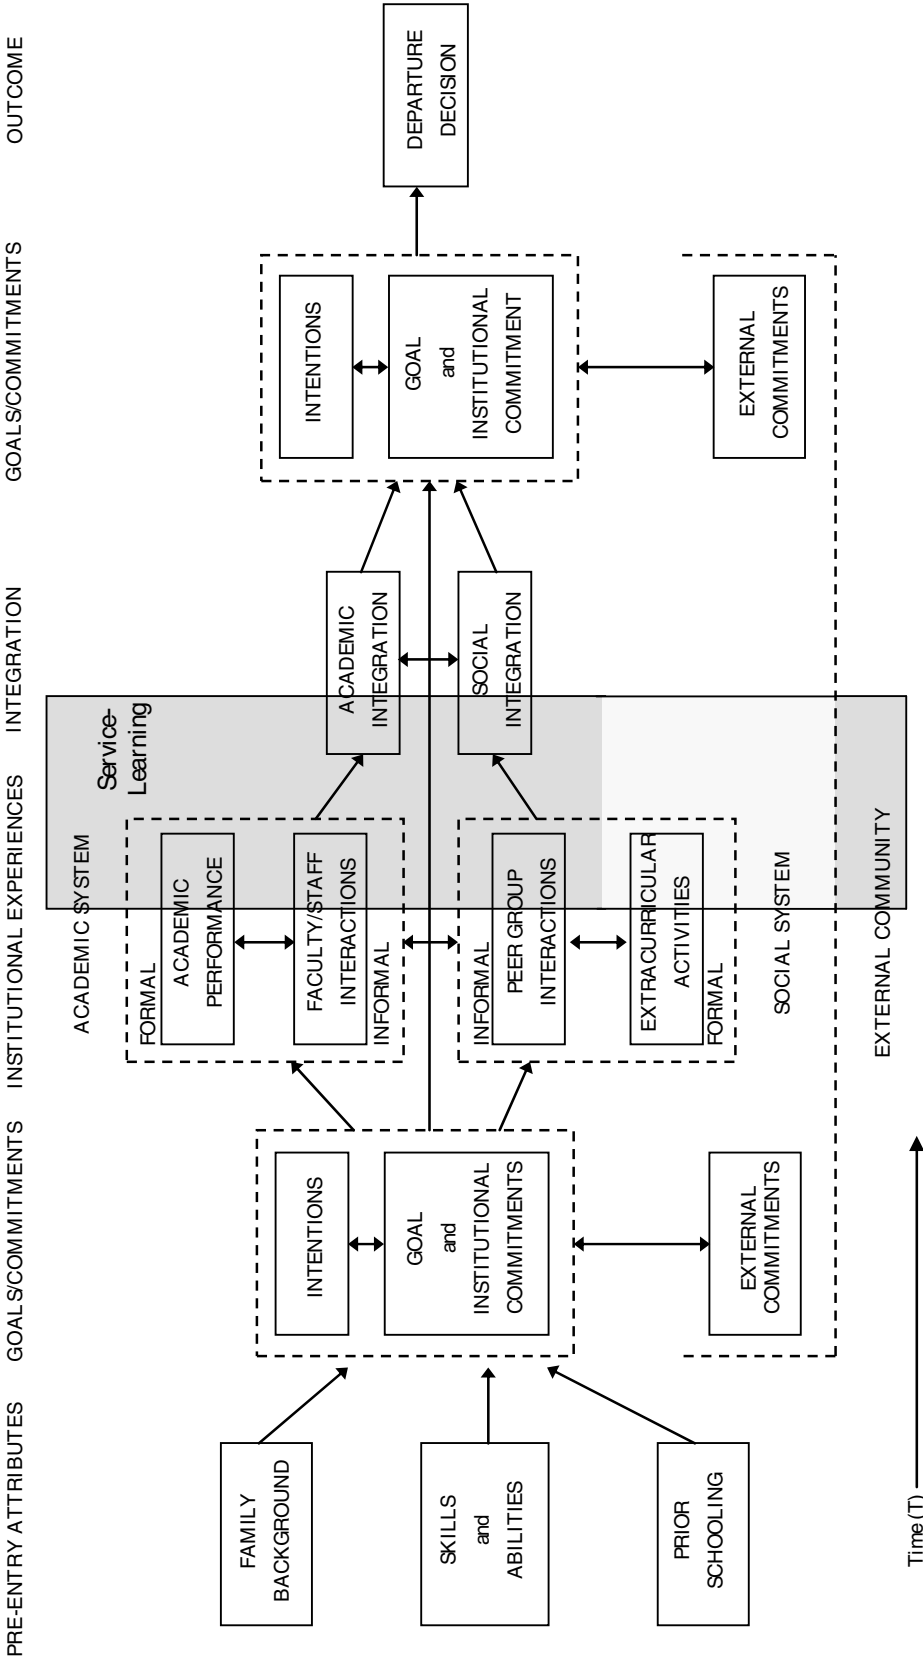 PRE-ENTRY ATTRIBUTES
GOALS/COMMITMENTS
INSTITUTIONAL EXPERIENCES
INTEGRATION
GOALS/COMMITMENTS
OUTCOME
FAMILY
BACKGROUND
SKILLS
and
ABILITIES
PRIOR
SCHOOLING
INTENTIONS
GOAL
and
INSTITUTIONAL
COMMITMENTS
EXTERNAL
COMMITMENTS
ACADEMIC SYSTEM
FORMAL
ACADEMIC
PERFORMANCE
FACULTY/STAFF
INTERACTIONS
INFORMAL
INFORMAL
PEER GROUP
INTERACTIONS
EXTRACURRICULAR
ACTIVITIES
FORMAL
SOCIAL SYSTEM
EXTERNAL COMMUNITY
Service-
Learning
ACADEMIC
INTEGRATION
SOCIAL
INTEGRATION
INTENTIONS
GOAL
and
INSTITUTIONAL
COMMITMENT
EXTERNAL
COMMITMENTS
DEPARTURE
DECISION
Time (T)